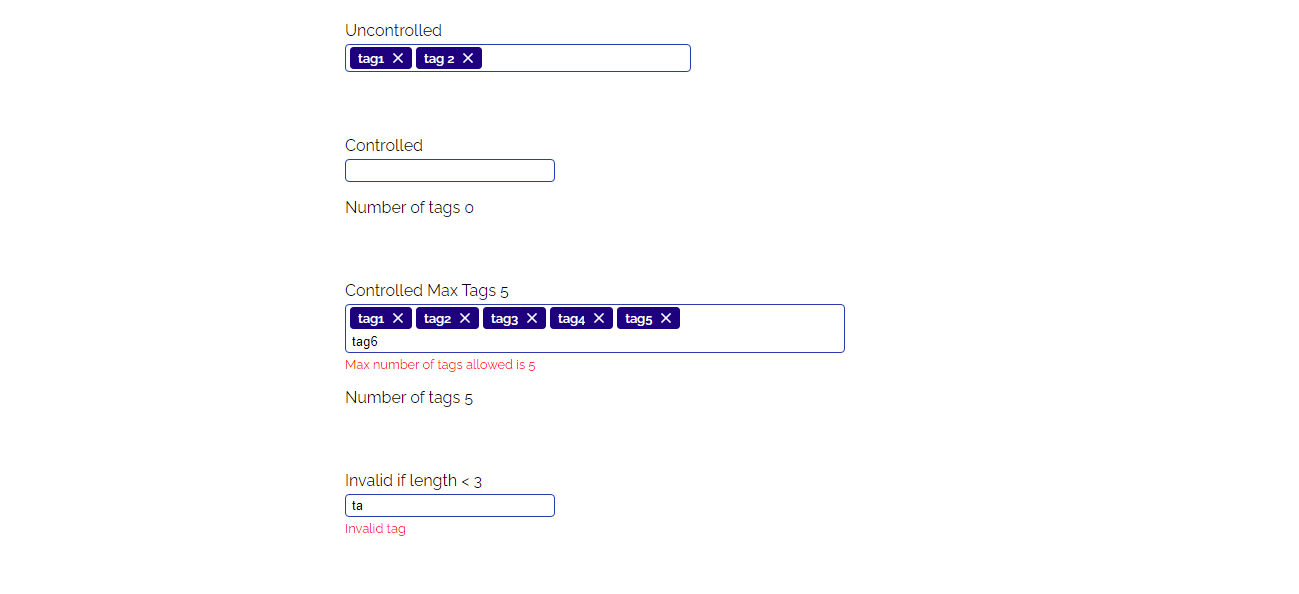 Uncontrolled
tag1 tag 2
Controlled
Number of tags 0
Controlled Max Tags 5
tag1 tag2 tag3 tag4 tag5
tag6
Max number of tags allowed is 5
Number of tags 5
Invalid if length < 3
ta
Invalid tag